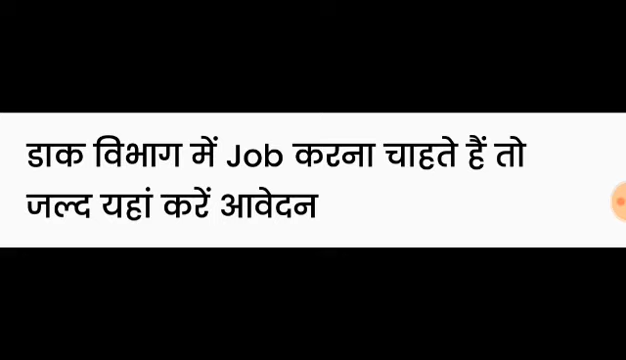 डाक विभाग में Job करना चाहते हैं तो
जल्द यहां करें आवेदन